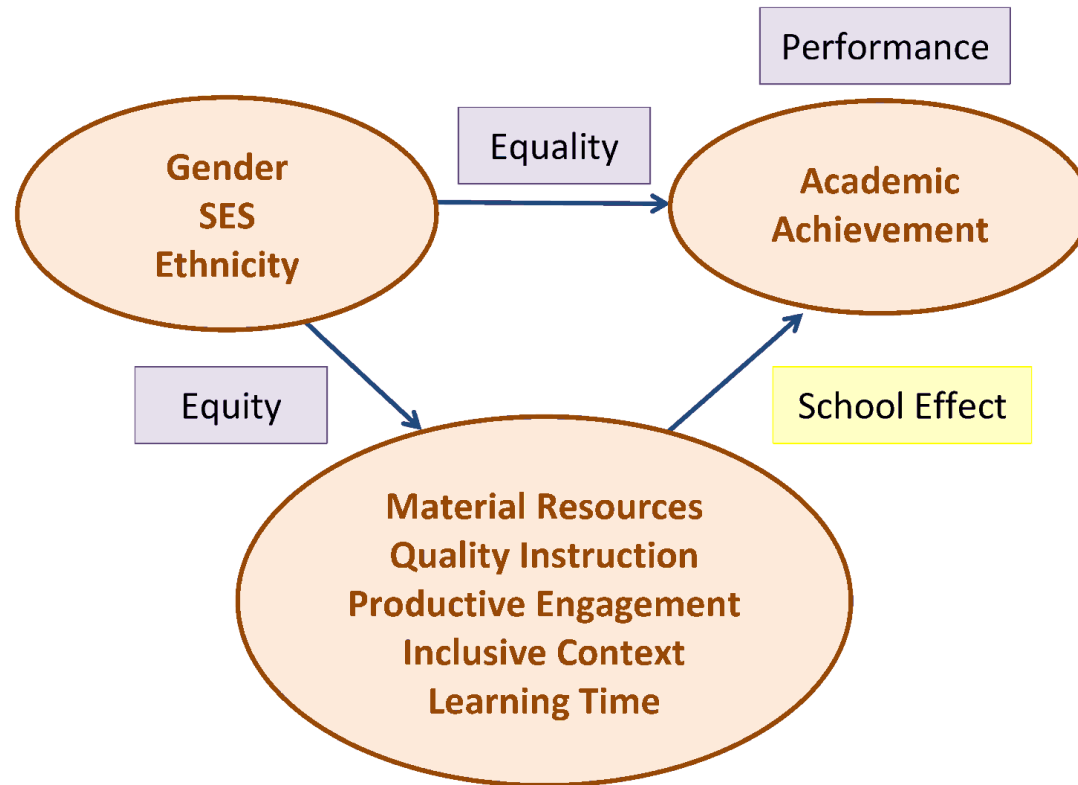 Performance
Equality
Gender
SES
Ethnicity
Academic
Achievement
Equity
School Effect
Material Resources
Quality Instruction
Productive Engagement
Inclusive Context
Learning Time